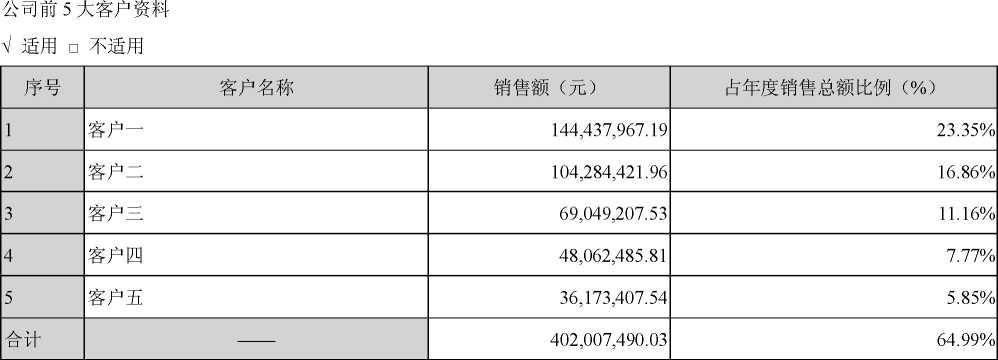 公司前 5 大客户资料
√ 适用 □ 不适用
序号 客户名称 销售额（元） 占年度销售总额比例（%）
1 客户一 144,437,967.19 23.35%
2 客户二 104,284,421.96 16.86%
3 客户三 69,049,207.53 11.16%
4 客户四 48,062,485.81 7.77%
5 客户五 36,173,407.54 5.85%
合计 —— 402,007,490.03 64.99%